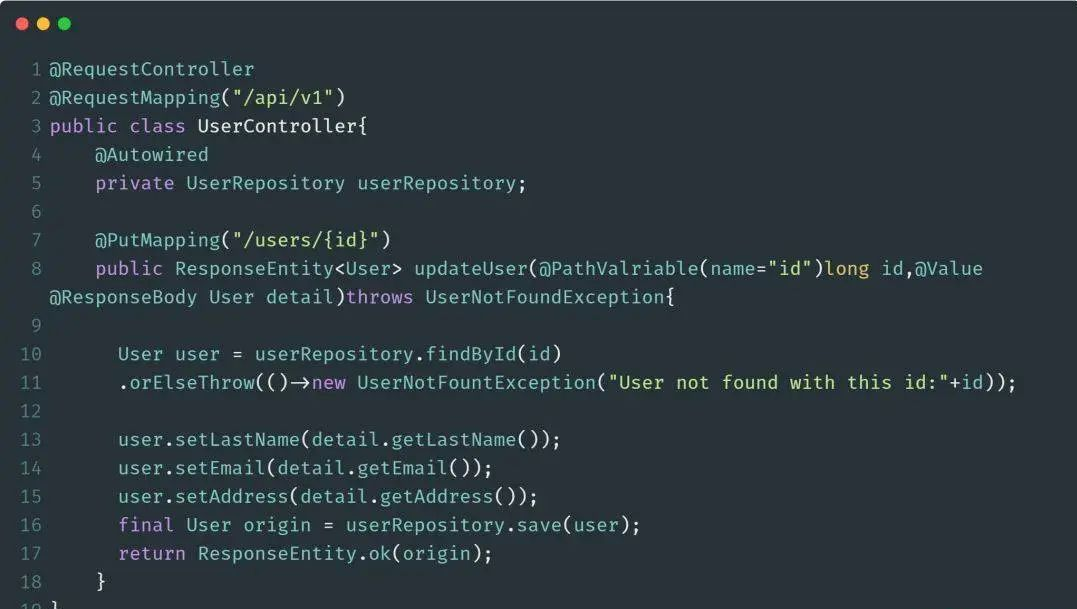 1 @RequestController
2 @RequestMapping("/api/v1")
3 public class UserController{
4     @Autowired
5     private UserRepository userRepository;
6
7     @PutMapping("/users/{id}")
8     public ResponseEntity<User> updateUser(@PathValriable(name="id")long id,@Value
@ResponseBody User detail)throws UserNotFoundException{
9
10       User user = userRepository.findById(id)
11       .orElseThrow(()->new UserNotFountException("User not found with this id:"+id));
12
13       user.setLastName(detail.getLastName());
14       user.setEmail(detail.getEmail());
15       user.setAddress(detail.getAddress());
16       final User origin = userRepository.save(user);
17       return ResponseEntity.ok(origin);
18     }
19 }